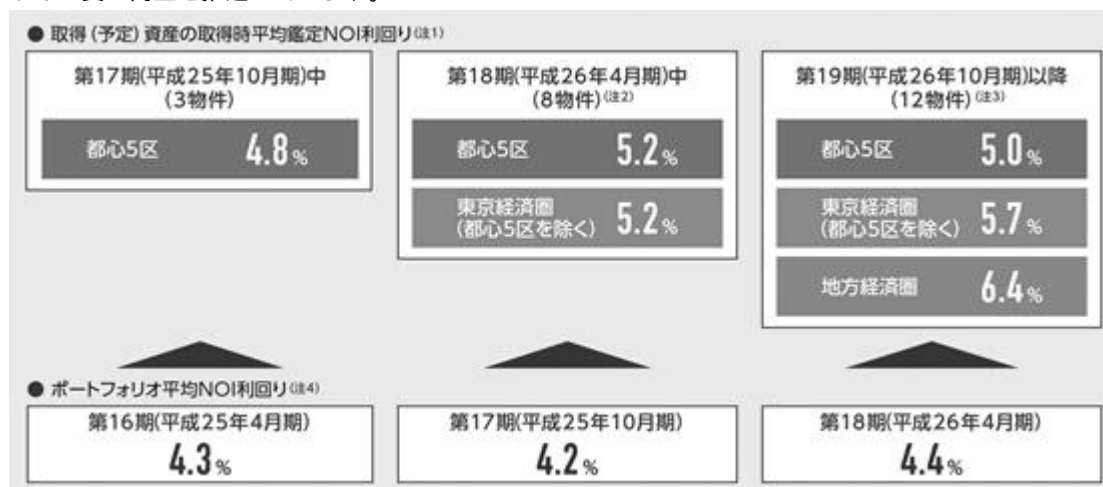 ● 取得(予定)資産の取得時平均鑑定NOI利回り(注1)
第17期(平成25年10月期)中
(3物件)
都心5区 4.8%
第18期(平成26年4月期)中
(8物件)(注2)
都心5区 5.2%
東京経済圏
(都心5区を除く) 5.2%
第19期(平成26年10月期)以降
(12物件)(注3)
都心5区 5.0%
東京経済圏
(都心5区を除く) 5.7%
地方経済圏 6.4%
● ポートフォリオ平均NOI利回り(注4)
第16期(平成25年4月期)
4.3%
第17期(平成25年10月期)
4.2%
第18期(平成26年4月期)
4.4%